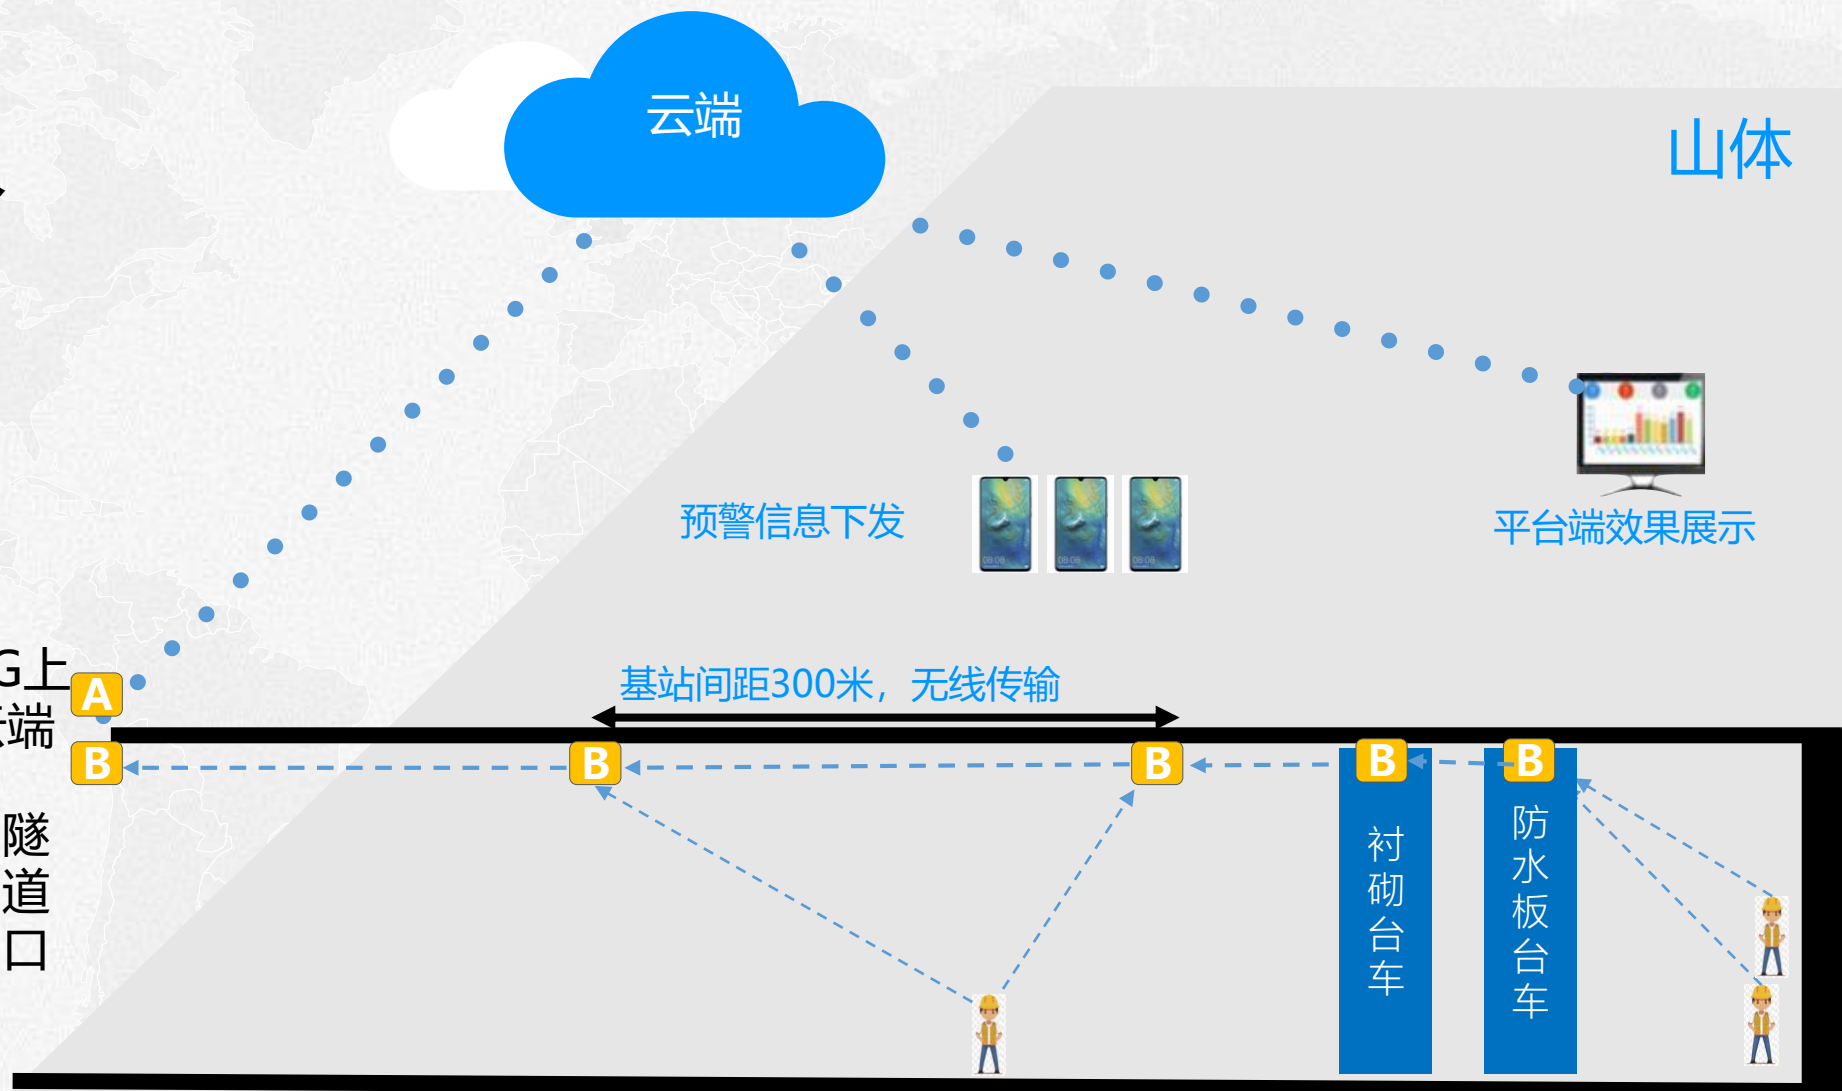 云端
山体
预警信息下发
平台端效果展示
G上
端
A
基站间距300米，无线传输
B
B
B
B
B
隧
道
口
衬
砌
台
车
防
水
板
台
车